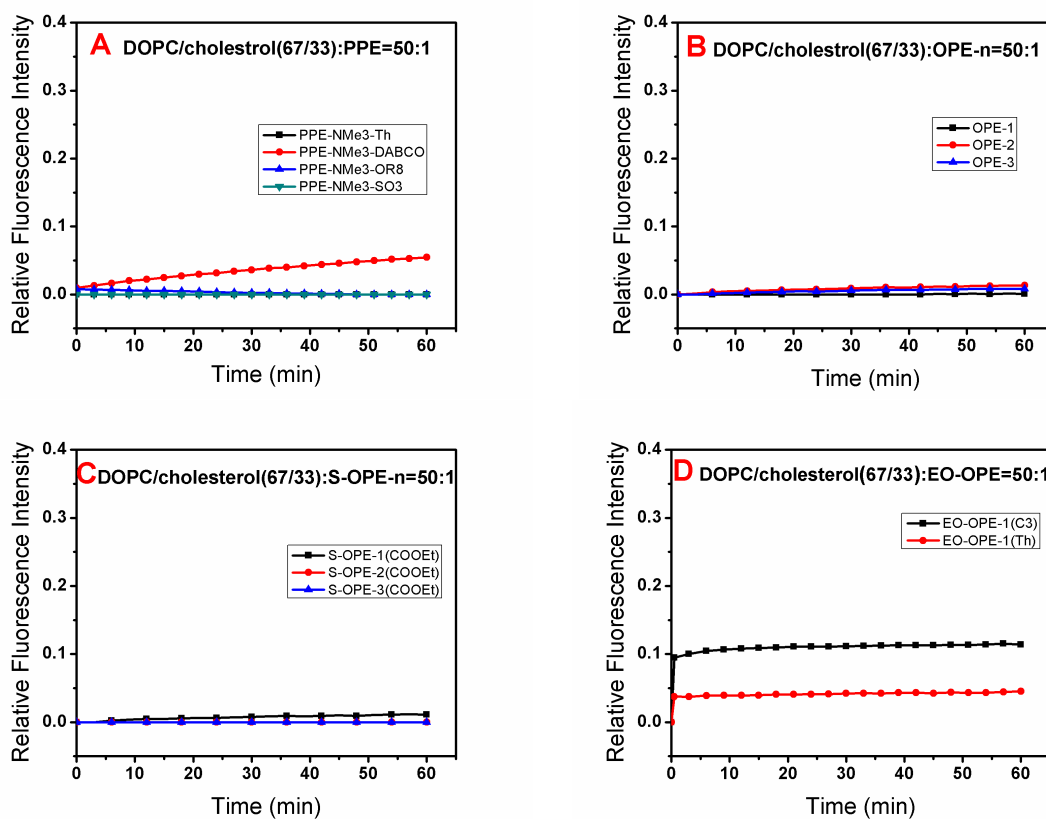 A DOPC/cholestrol(67/33):PPE=50:1
Relative Fluorescence Intensity
0.4
0.3
0.2
0.1
0.0
PPE-NMe3-Th
PPE-NMe3-DABCO
PPE-NMe3-OR8
PPE-NMe3-SO3
0 10 20 30 40 50 60
Time (min)
B DOPC/cholestrol(67/33):OPE-n=50:1
Relative Fluorescence Intensity
0.4
0.3
0.2
0.1
0.0
OPE-1
OPE-2
OPE-3
0 10 20 30 40 50 60
Time (min)
C DOPC/cholesterol(67/33):S-OPE-n=50:1
Relative Fluorescence Intensity
0.4
0.3
0.2
0.1
0.0
S-OPE-1(COOEt)
S-OPE-2(COOEt)
S-OPE-3(COOEt)
0 10 20 30 40 50 60
Time (min)
D DOPC/cholesterol(67/33):EO-OPE=50:1
Relative Fluorescence Intensity
0.4
0.3
0.2
0.1
0.0
EO-OPE-1(C3)
EO-OPE-1(Th)
0 10 20 30 40 50 60
Time (min)